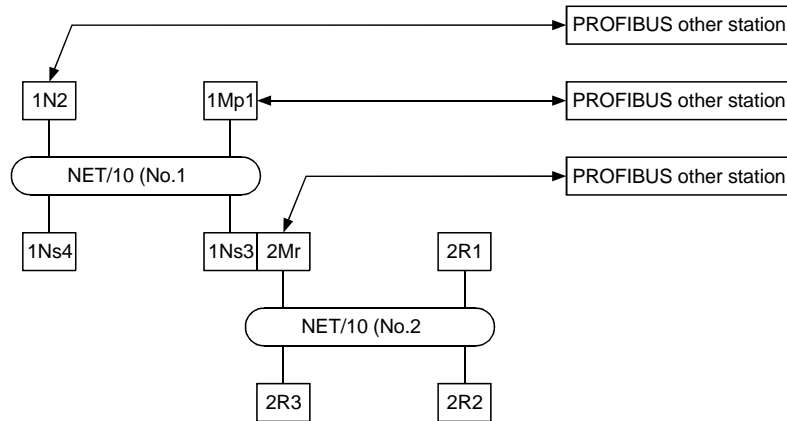 PROFIBUS other station
1N2
1Mp1
PROFIBUS other station
NET/10 (No.1
PROFIBUS other station
1Ns4
1Ns3
2Mr
2R1
NET/10 (No.2
2R3
2R2